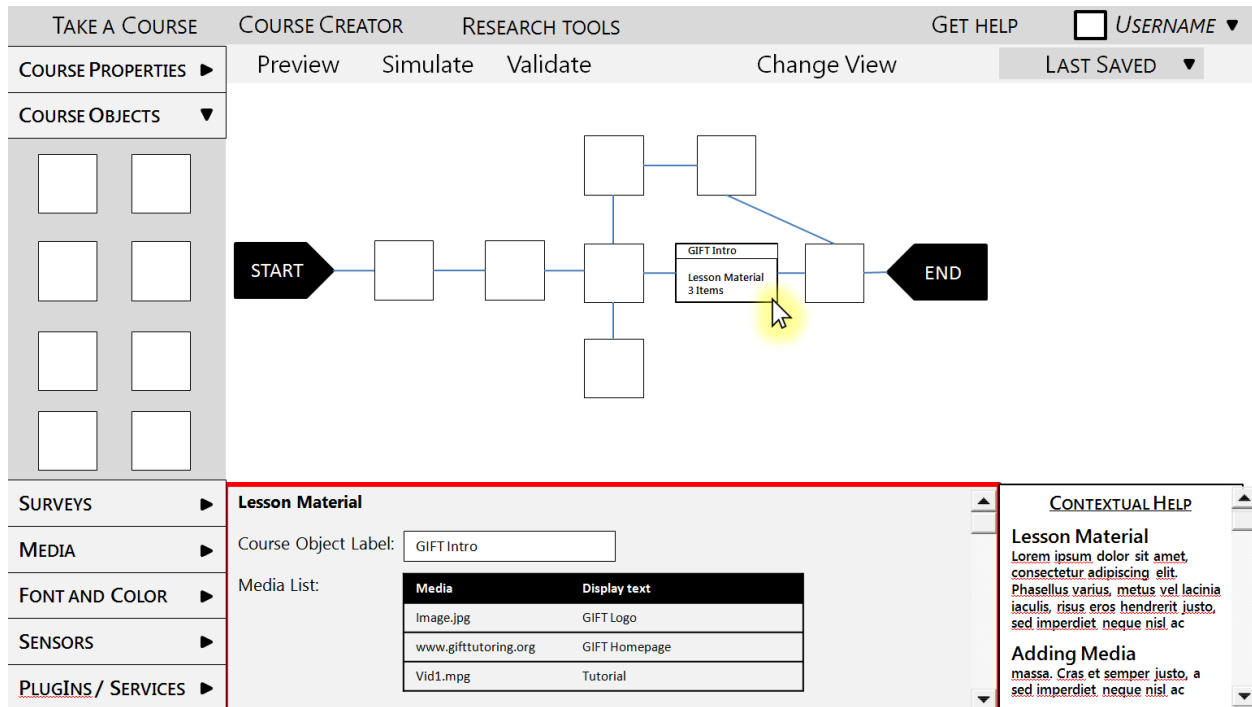 TAKE A COURSE
COURSE CREATOR
RESEARCH TOOLS
GET HELP
USERNAME
COURSE PROPERTIES
Preview
Simulate
Validate
Change View
LAST SAVED
COURSE OBJECTS
START
GIFT Intro
Lesson Material
3 Items
END
SURVEYS
MEDIA
FONT AND COLOR
SENSORS
PLUGINS / SERVICES
Lesson Material
Course Object Label: GIFT Intro
Media List:
Media Display text
Image.jpg GIFT Logo
www.gifttutoring.org GIFT Homepage
Vid1.mpg Tutorial
CONTEXTUAL HELP
Lesson Material
Lorem ipsum dolor sit amet,
consectetur adipiscing elit.
Phasellus varius, metus vel lacinia
iaculis, risus eros hendrerit justo,
sed imperdiet neque nisl ac
Adding Media
massa. Cras et semper justo, a
sed imperdiet neque nisl ac